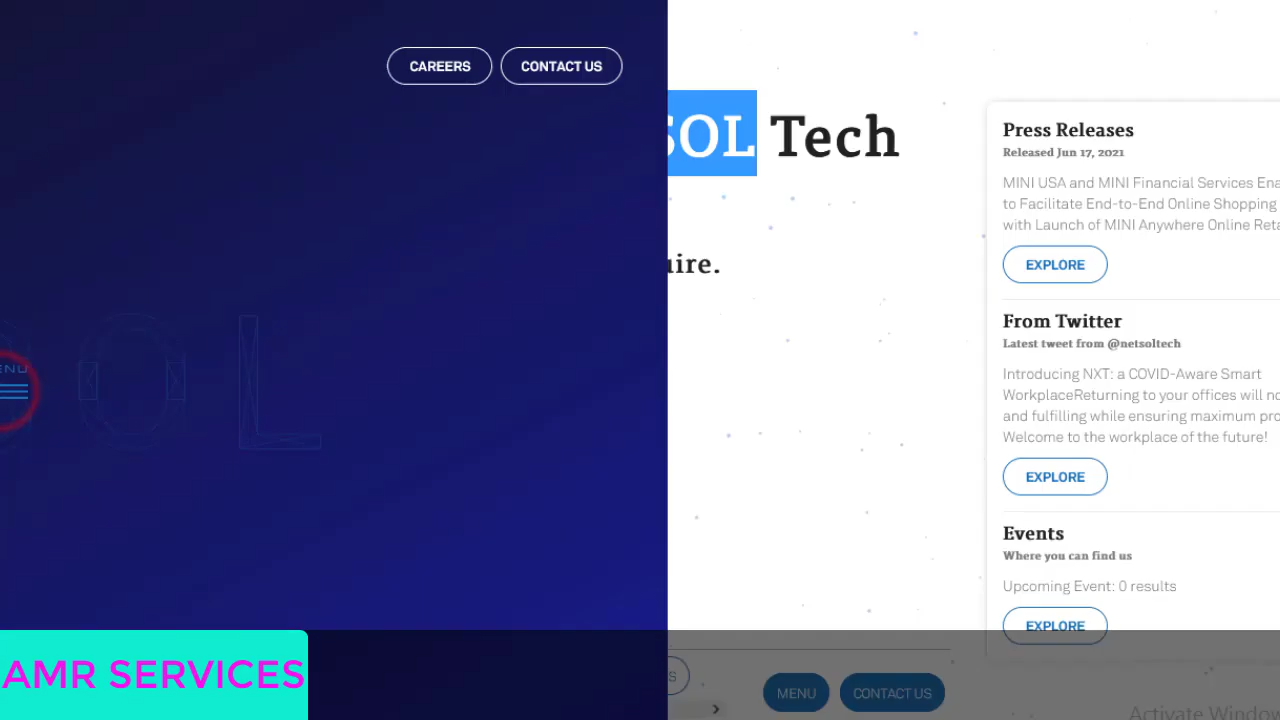 CAREERS
CONTACT US
SOL Tech
uire.
ENU
O L
Press Releases
Released Jun 17, 2021
MINI USA and MINI Financial Services Ena
to Facilitate End-to-End Online Shopping
with Launch of MINI Anywhere Online Reta
EXPLORE
From Twitter
Latest tweet from @netsoltech
Introducing NXT: a COVID-Aware Smart
WorkplaceReturning to your offices will no
and fulfilling while ensuring maximum pro
Welcome to the workplace of the future!
EXPLORE
Events
Where you can find us
Upcoming Event: 0 results
EXPLORE
AMR SERVICES
S
MENU
CONTACT US
Activate Window